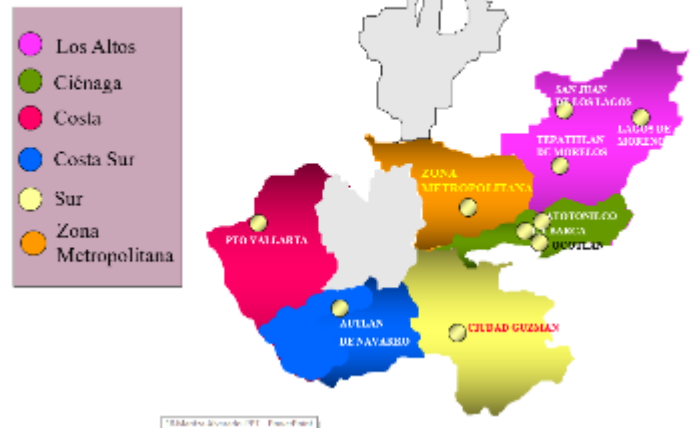 Los Altos
Ciénaga
Costa
Costa Sur
Sur
Zona
Metropolitana
SAN JUAN
DE LOS LAGOS
LAGOS DE
MORENO
TEPATITLAN
DE MORELOS
ZONA
METROPOLITANA
ATOTONILCO
BARCA
OCOTLAN
PTO VALLARTA
AUTLAN
DE NAVARRO
CIUDAD GUZMAN